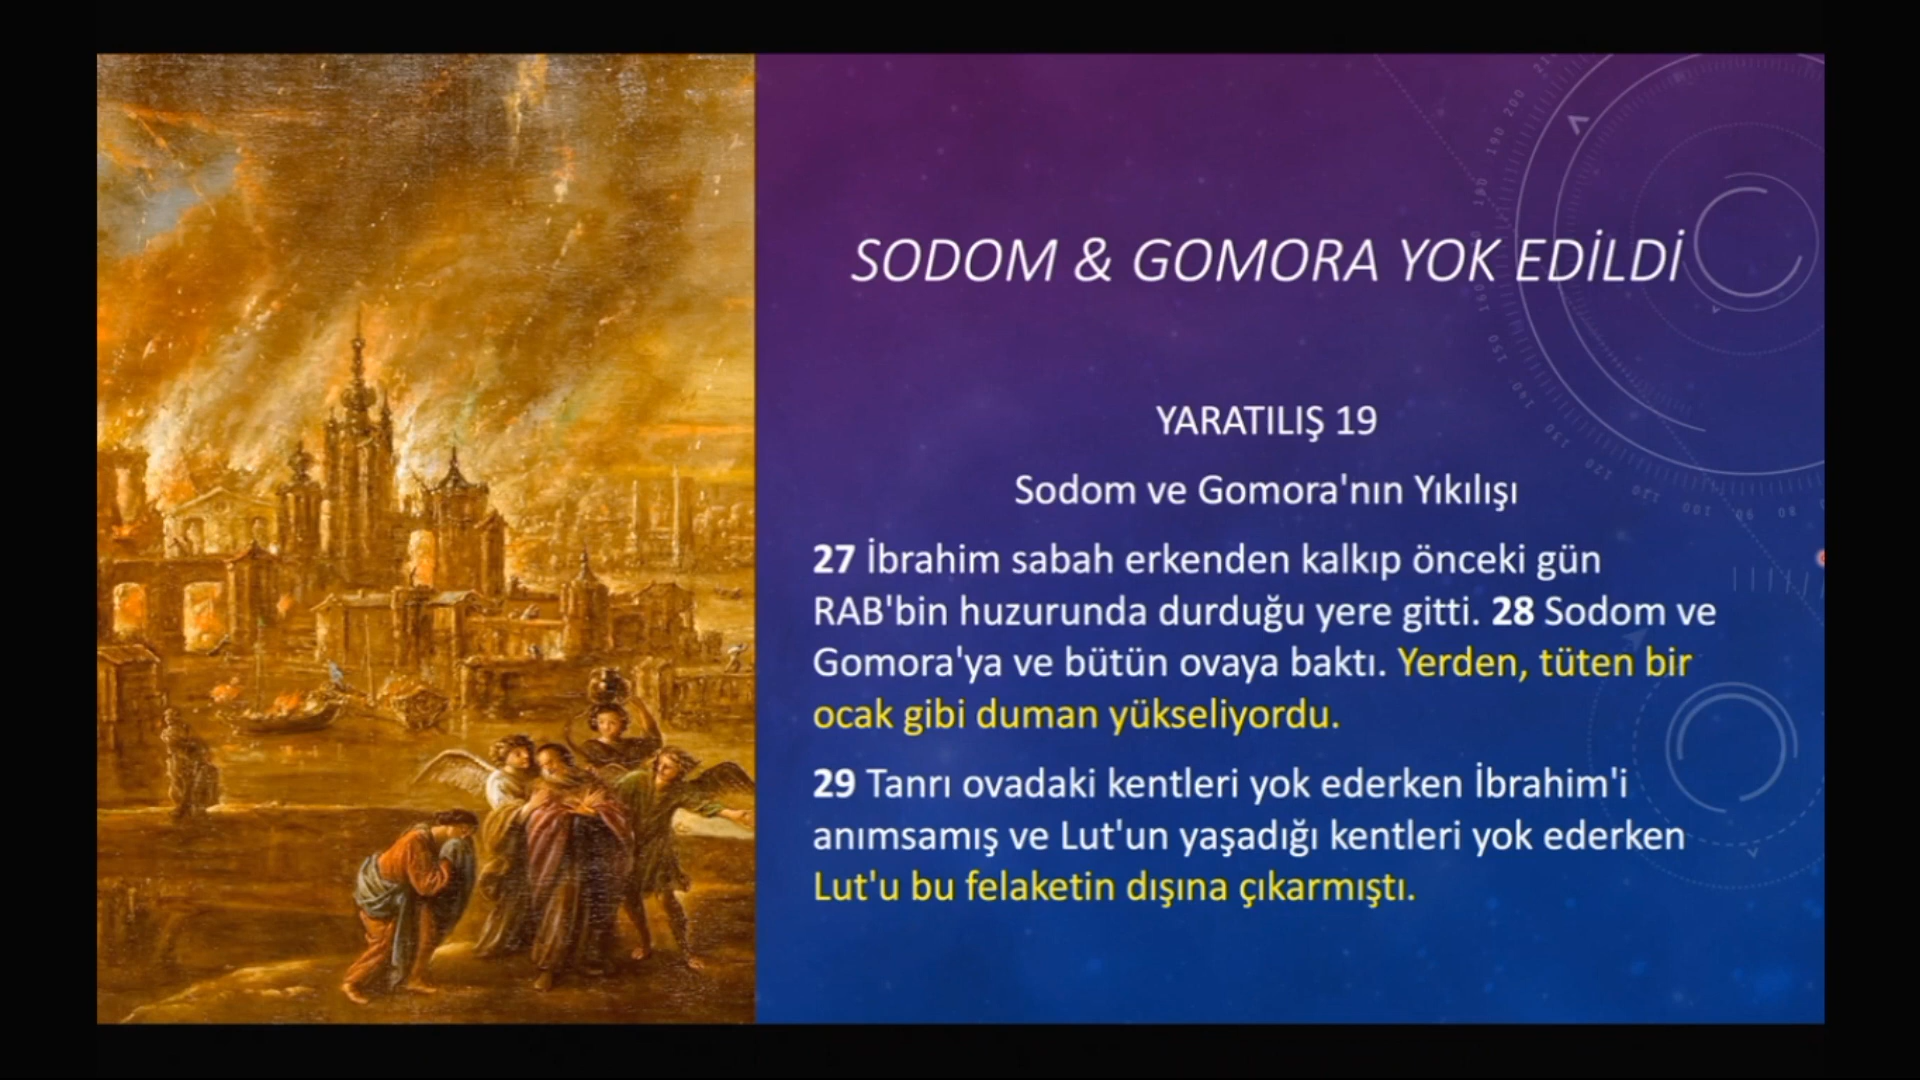 SODOM & GOMORA YOK EDİLDİ
YARATILIŞ 19
Sodom ve Gomora'nın Yıkılışı
27 İbrahim sabah erkenden kalkıp önceki gün
RAB'bin huzurunda durduğu yere gitti. 28 Sodom ve
Gomora'ya ve bütün ovaya baktı. Yerden, tüten bir
ocak gibi duman yükseliyordu.
29 Tanrı ovadaki kentleri yok ederken İbrahim'i
anımsamış ve Lut'un yaşadığı kentleri yok ederken
Lut'u bu felaketin dışına çıkarmıştı.